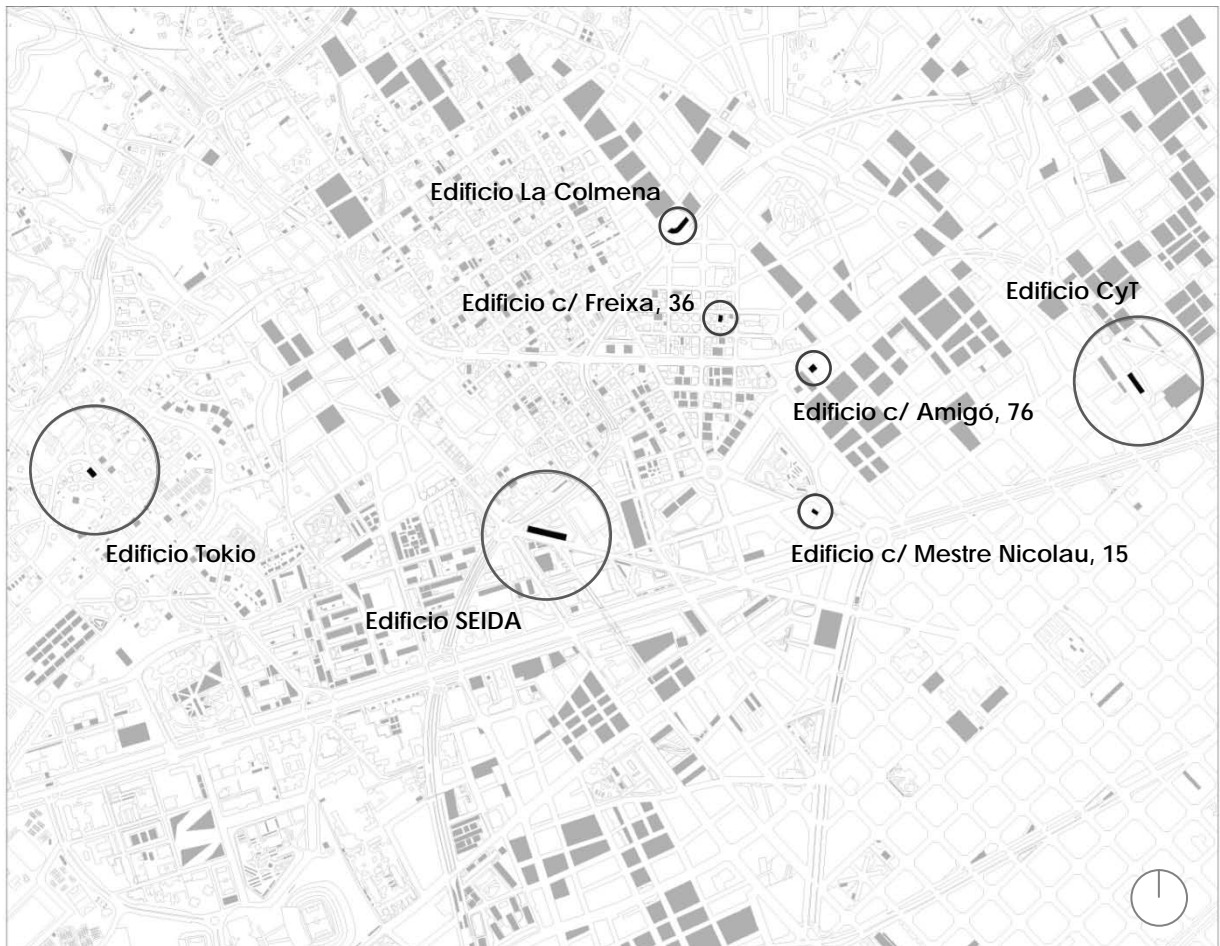 Edificio La Colmena
Edificio c/ Freixa, 36
Edificio CyT
Edificio c/ Amigó, 76
Edificio Tokio
Edificio c/ Mestre Nicolau, 15
Edificio SEIDA